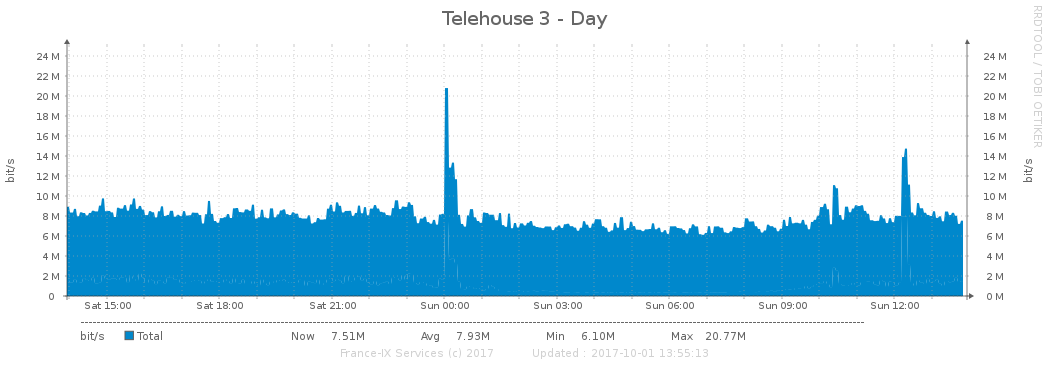 Telehouse 3 - Day
RRDTOOL / TOBI OETIKER
bit/s
24 M 24 M
22 M 22 M
20 M 20 M
18 M 18 M
16 M 16 M
14 M 14 M
12 M 12 M
10 M 10 M
8 M 8 M
6 M 6 M
4 M 4 M
2 M 2 M
0 0 M
bit/s
Sat 15:00 Sat 18:00 Sat 21:00 Sun 00:00 Sun 03:00 Sun 06:00 Sun 09:00 Sun 12:00
bit/s Total Now 7.51M Avg 7.93M Min 6.10M Max 20.77M
France-IX Services (c) 2017 Updated : 2017-10-01 13:55:13